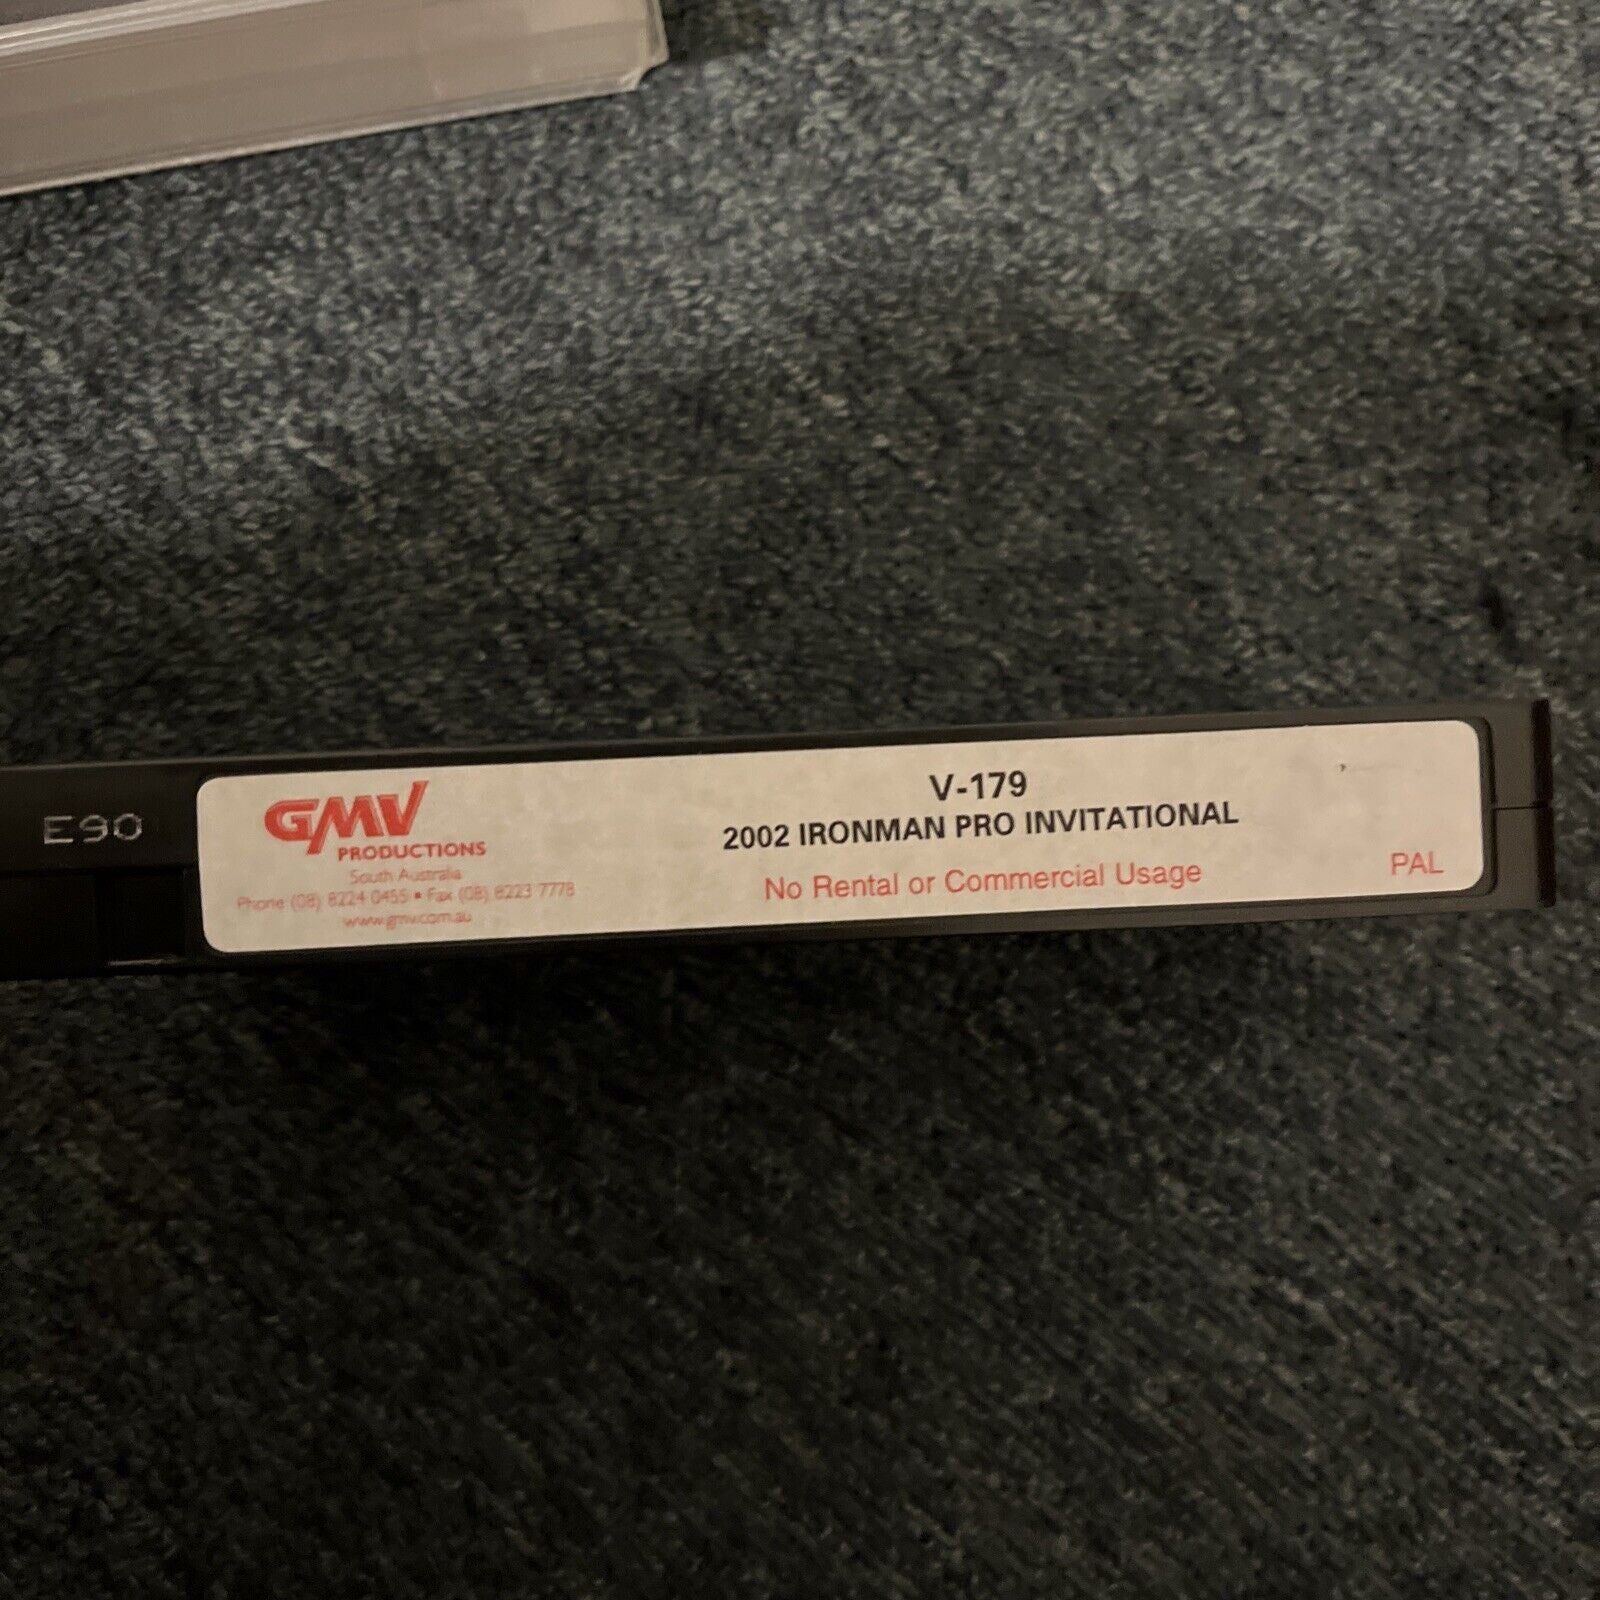 E90
GMV
PRODUCTIONS
South Australia
Phone (08) 8224 0455 • Fax (08) 8223 7778
www.gmv.com.au
V-179
2002 IRONMAN PRO INVITATIONAL
No Rental or Commercial Usage
PAL